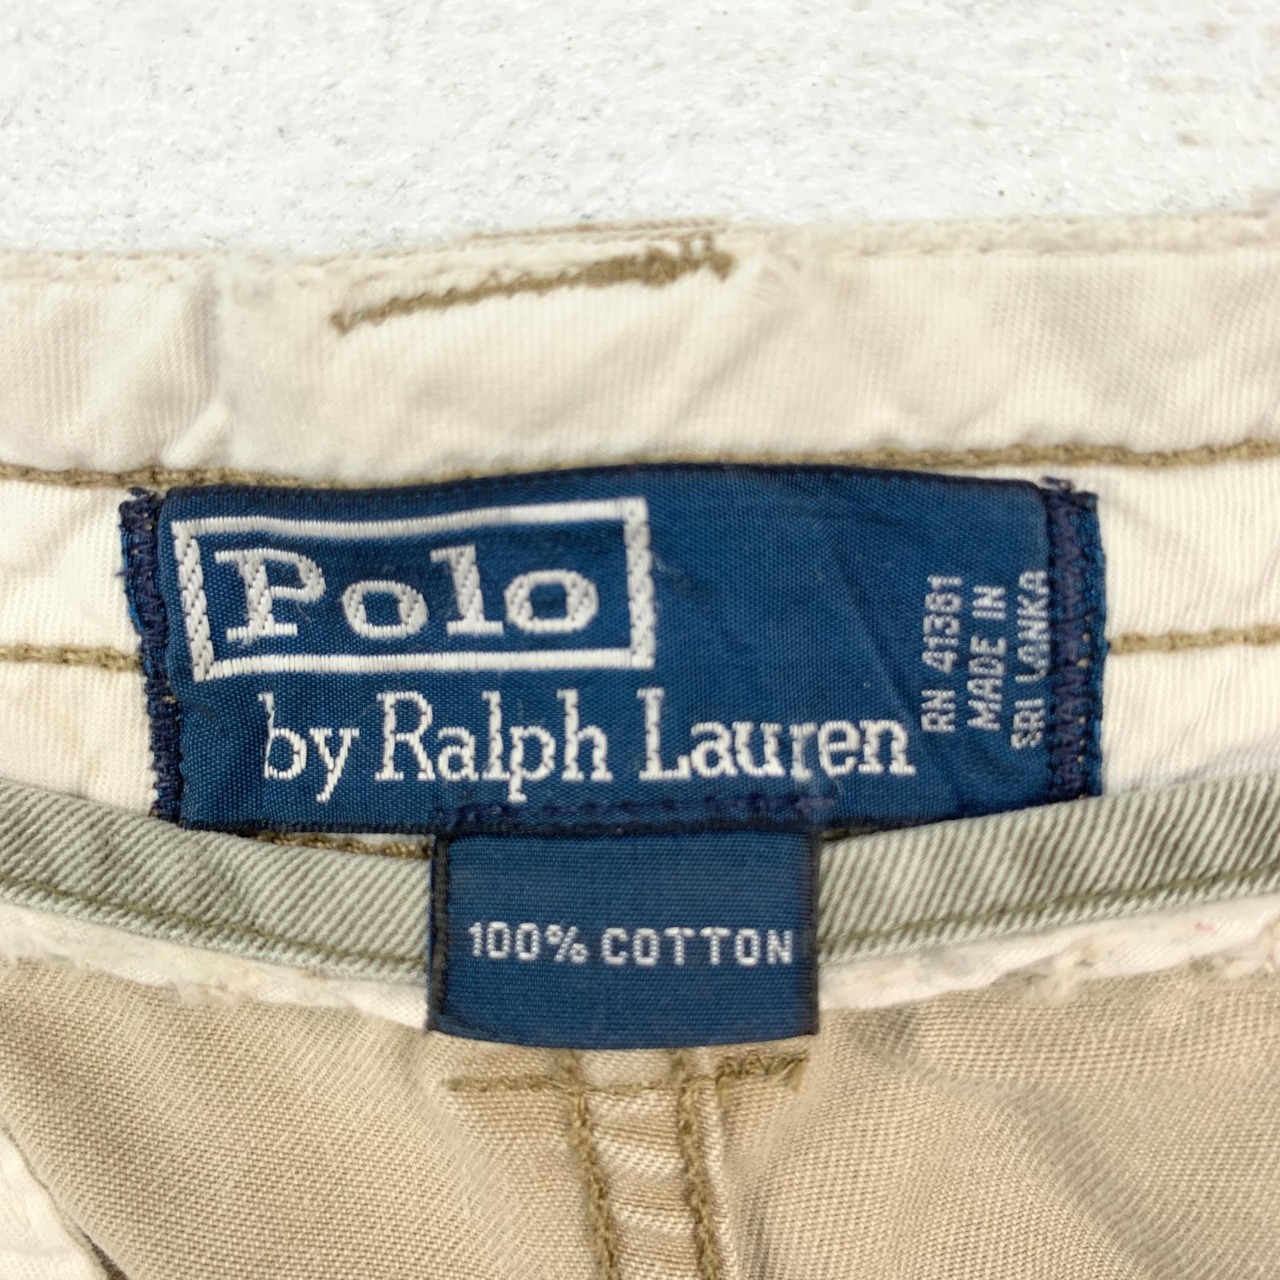 Polo
by Ralph Lauren
RN 41381
MADE IN
SRI LANKA
100% COTTON